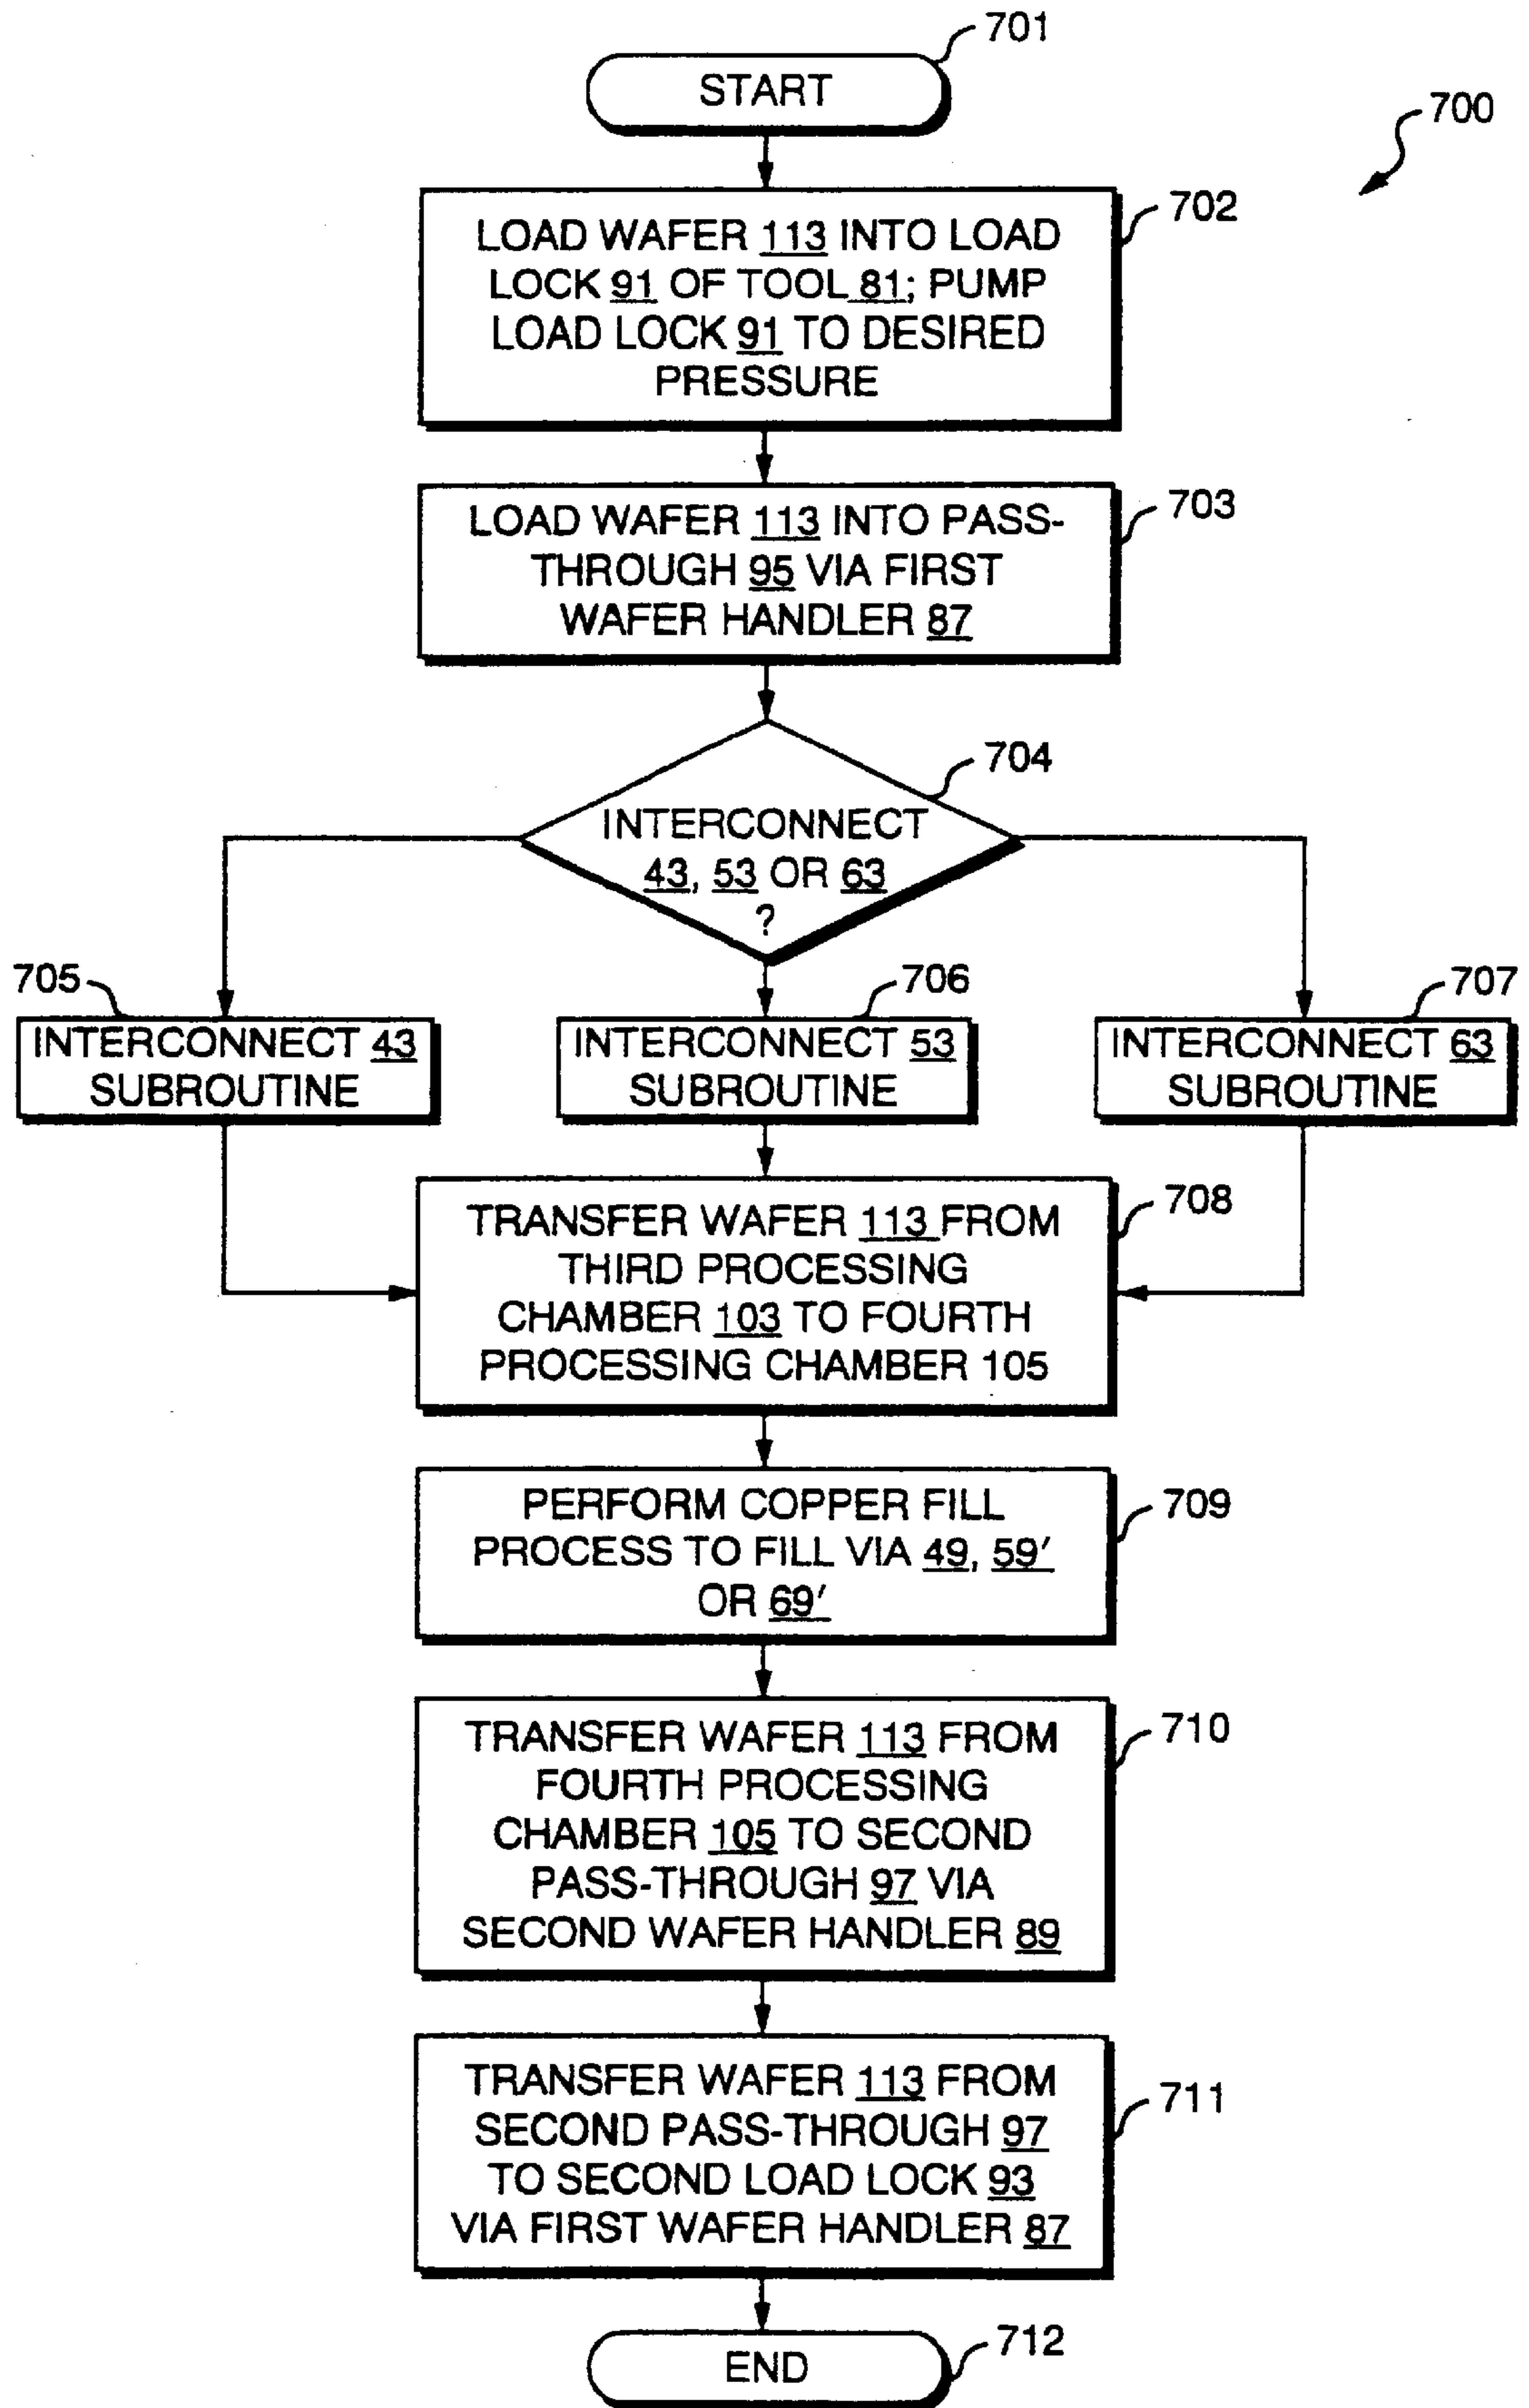 701
START
700
702
LOAD WAFER 113 INTO LOAD
LOCK 91 OF TOOL 81; PUMP
LOAD LOCK 91 TO DESIRED
PRESSURE
703
LOAD WAFER 113 INTO PASS-
THROUGH 95 VIA FIRST
WAFER HANDLER 87
704
INTERCONNECT
43, 53 OR 63
?
705
INTERCONNECT 43
SUBROUTINE
706
INTERCONNECT 53
SUBROUTINE
707
INTERCONNECT 63
SUBROUTINE
708
TRANSFER WAFER 113 FROM
THIRD PROCESSING
CHAMBER 103 TO FOURTH
PROCESSING CHAMBER 105
709
PERFORM COPPER FILL
PROCESS TO FILL VIA 49, 59′
OR 69′
710
TRANSFER WAFER 113 FROM
FOURTH PROCESSING
CHAMBER 105 TO SECOND
PASS-THROUGH 97 VIA
SECOND WAFER HANDLER 89
711
TRANSFER WAFER 113 FROM
SECOND PASS-THROUGH 97
TO SECOND LOAD LOCK 93
VIA FIRST WAFER HANDLER 87
712
END